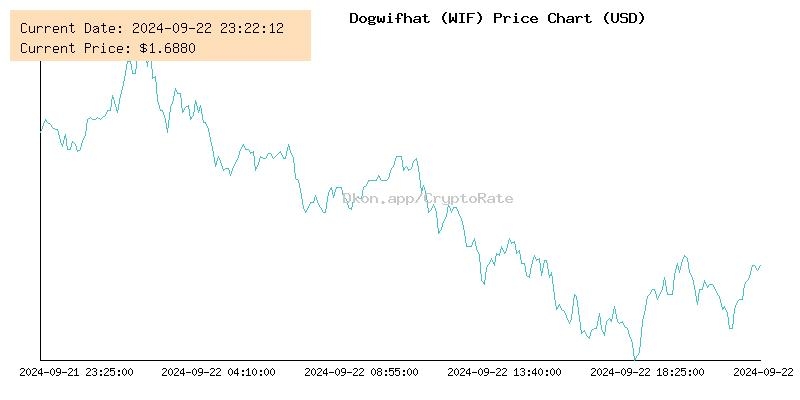 Dogwifhat (WIF) Price Chart (USD)
Current Date: 2024-09-22 23:22:12
Current Price: $1.6880
Dkon.app/CryptoRate
2024-09-21 23:25:00 2024-09-22 04:10:00 2024-09-22 08:55:00 2024-09-22 13:40:00 2024-09-22 18:25:00 2024-09-22